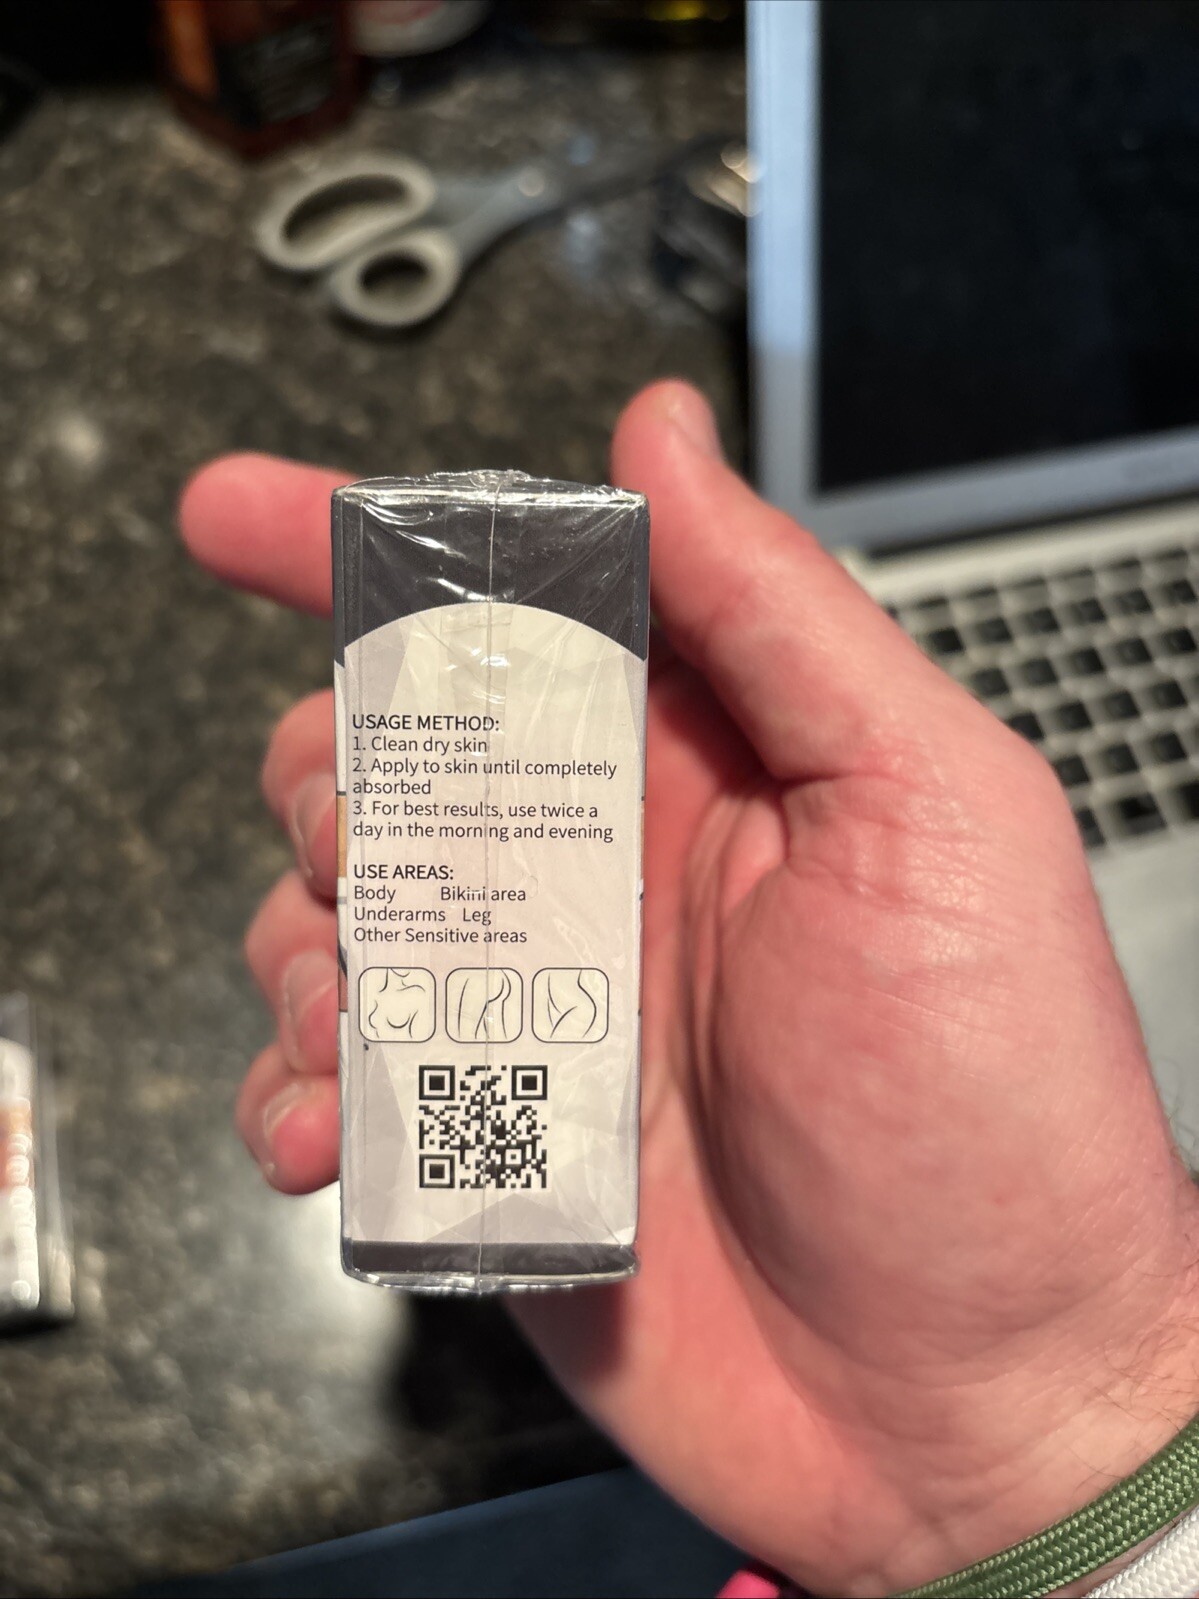 USAGE METHOD:
1. Clean dry skin
2. Apply to skin until completely
absorbed
3. For best results, use twice a
day in the morning and evening
USE AREAS:
Body Bikini area
Underarms Leg
Other Sensitive areas